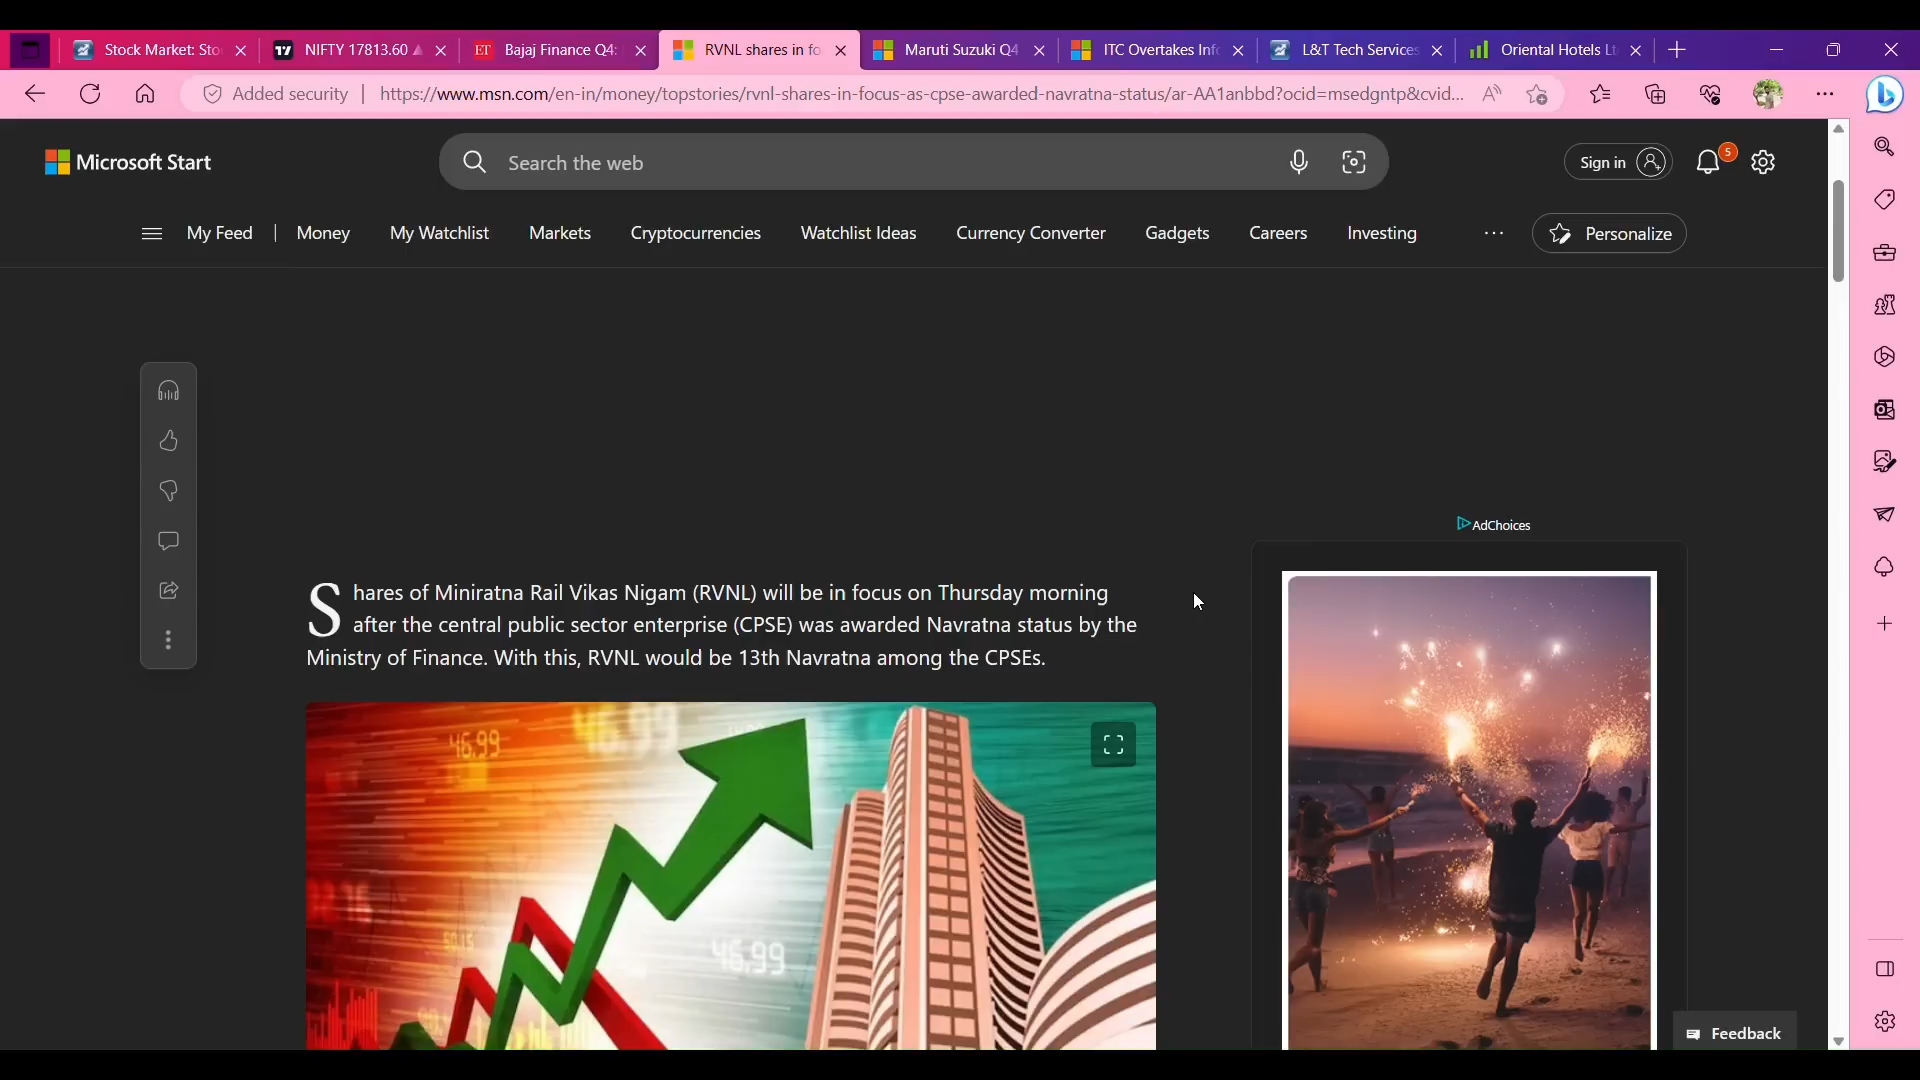 Stock Market: Sto
NIFTY 17813.60
ET
Bajaj Finance Q4:
RVNL shares in fo
Maruti Suzuki Q4
ITC Overtakes Info
L&T Tech Services
Oriental Hotels Lt
Added security
https://www.msn.com/en-in/money/topstories/rvnl-shares-in-focus-as-cpse-awarded-navratna-status/ar-AA1anbbd?ocid=msedgntp&cvid...
Microsoft Start
Search the web
Sign in
5
My Feed
Money
My Watchlist
Markets
Cryptocurrencies
Watchlist Ideas
Currency Converter
Gadgets
Careers
Investing
Personalize
AdChoices
Shares of Miniratna Rail Vikas Nigam (RVNL) will be in focus on Thursday morning
after the central public sector enterprise (CPSE) was awarded Navratna status by the
Ministry of Finance. With this, RVNL would be 13th Navratna among the CPSEs.
46.99
46.99
46.99
Feedback